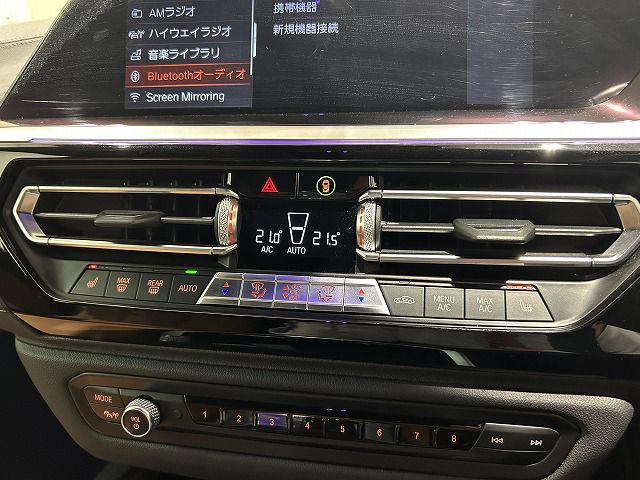 AMラジオ
ハイウェイラジオ
音楽ライブラリ
Bluetoothオーディオ
Screen Mirroring
携帯機器
新規機器接続
21.0° 21.5°
A/C AUTO
MAX
REAR
AUTO
MENU A/C
MAX A/C
MODE
VOL
1 2 3 4 5 6 7 8